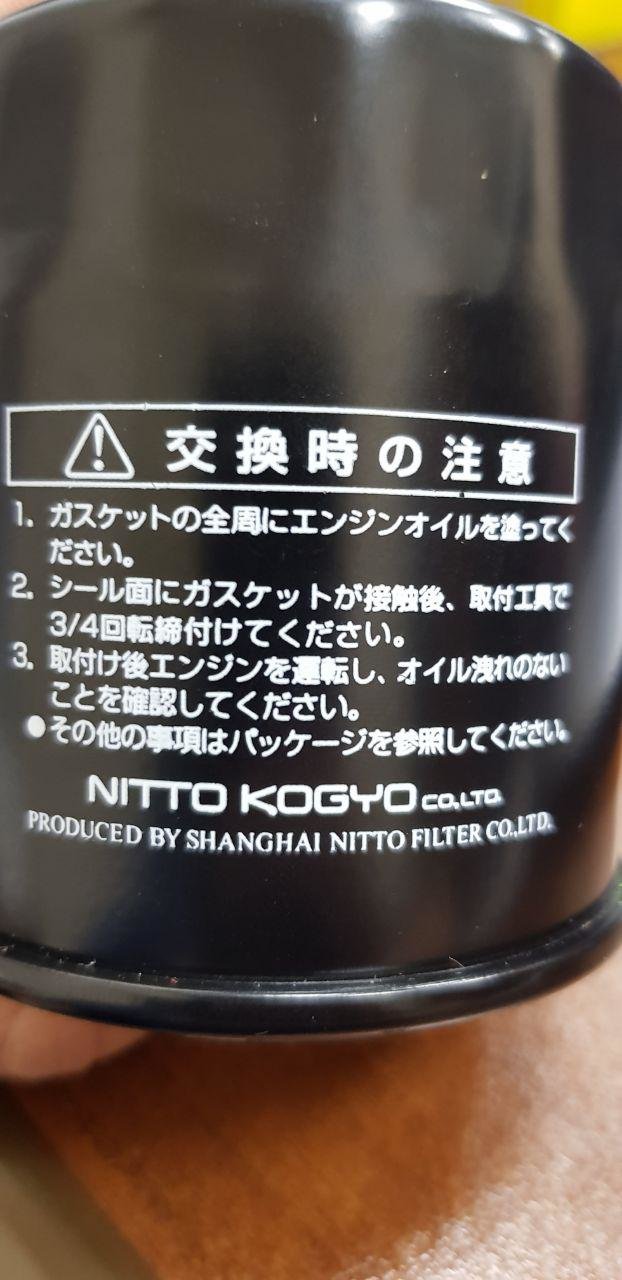 交換時の注意
1. ガスケットの全周にエンジンオイルを塗ってく
ださい。
2. シール面にガスケットが接触後、取付工具で
3/4回転締付けてください。
3. 取付け後エンジンを運転し、オイル洩れのない
ことを確認してください。
●その他の事項はパッケージを参照してください。
NITTO KOGYO CO.,LTD.
PRODUCED BY SHANGHAI NITTO FILTER CO.,LTD.